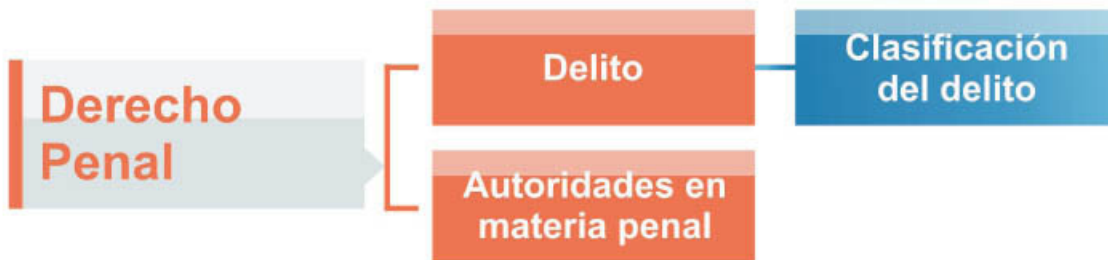 Derecho
Penal
Delito
Clasificación
del delito
Autoridades en
materia penal